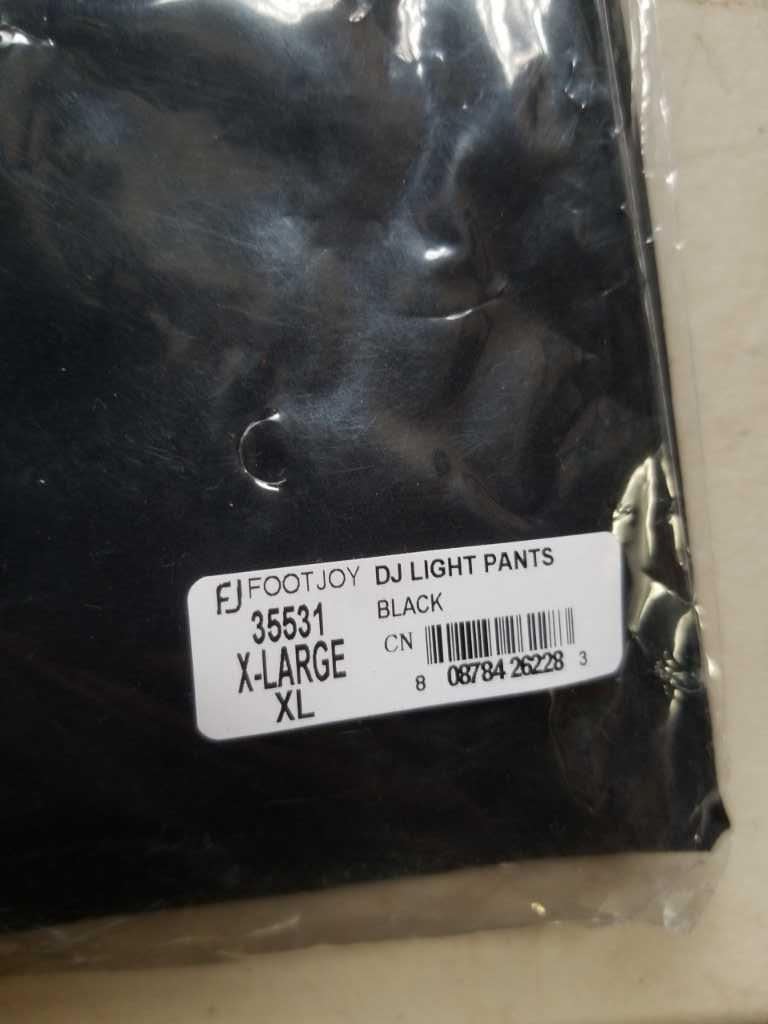 FJ FOOTJOY DJ LIGHT PANTS
35531 BLACK
X-LARGE CN
XL 8 08784 26228 3